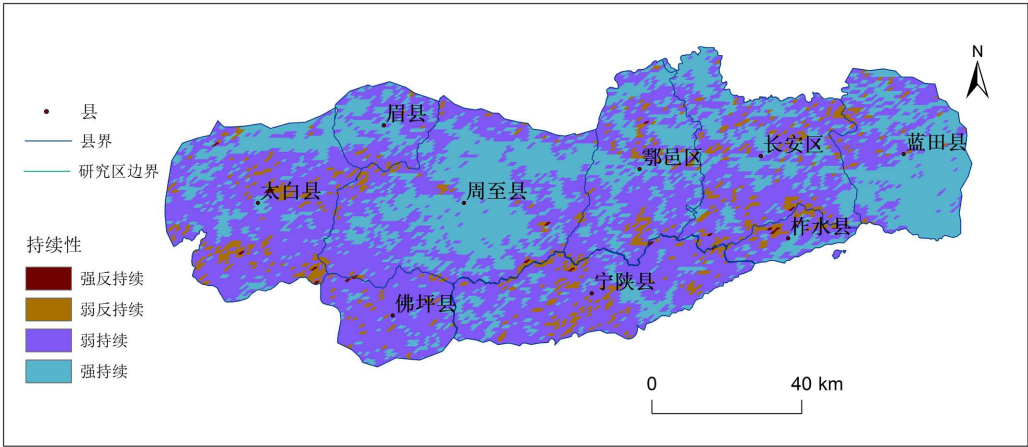 N
县
县界
研究区边界
持续性
强反持续
弱反持续
弱持续
强持续
眉县
太白县
周至县
鄠邑区
长安区
蓝田县
柞水县
宁陕县
佛坪县
0 40 km